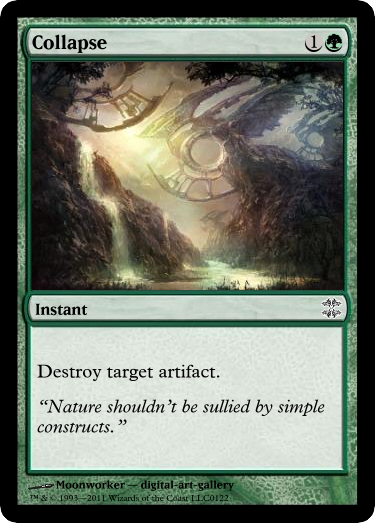 Collapse 1
Instant
Destroy target artifact.
“Nature shouldn’t be sullied by simple
constructs.”
Moonworker — digital-art-gallery
™ & © 1993–2011 Wizards of the Coast LLC 0122